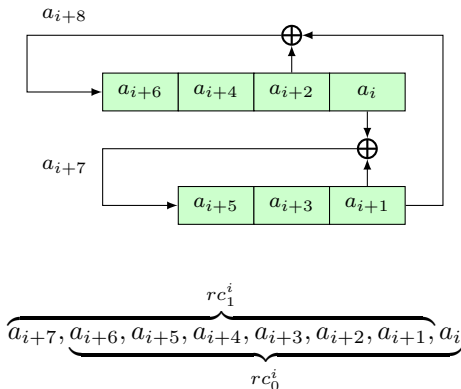 a_{i+8}
a_{i+6} a_{i+4} a_{i+2} a_i
a_{i+7}
a_{i+5} a_{i+3} a_{i+1}
rc_1^i
a_{i+7}, a_{i+6}, a_{i+5}, a_{i+4}, a_{i+3}, a_{i+2}, a_{i+1}, a_i
rc_0^i